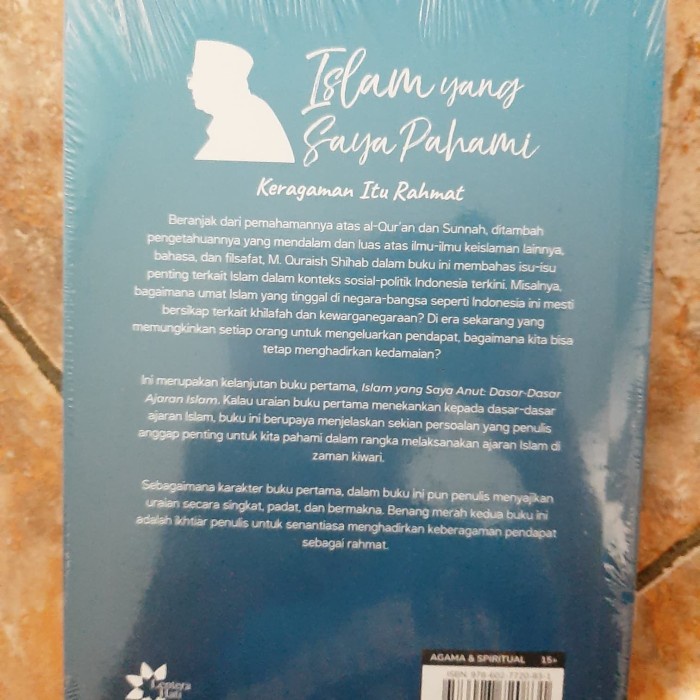 Islam yang
Saya Pahami
Keragaman Itu Rahmat
Beranjak dari pemahamannya atas al-Qur'an dan Sunnah, ditambah
pengetahuannya yang mendalam dan luas atas ilmu-ilmu keislaman lainnya,
bahasa, dan filsafat, M. Quraish Shihab dalam buku ini membahas isu-isu
penting terkait Islam dalam konteks sosial-politik Indonesia terkini. Misalnya,
bagaimana umat Islam yang tinggal di negara-bangsa seperti Indonesia ini mesti
bersikap terkait khilafah dan kewarganegaraan? Di era sekarang yang
memungkinkan setiap orang untuk mengeluarkan pendapat, bagaimana kita bisa
tetap menghadirkan kedamaian?
Ini merupakan kelanjutan buku pertama, Islam yang Saya Anut: Dasar-Dasar
Ajaran Islam. Kalau uraian buku pertama menekankan kepada dasar-dasar
ajaran Islam, buku ini berupaya menjelaskan sekian persoalan yang penulis
anggap penting untuk kita pahami dalam rangka melaksanakan ajaran Islam di
zaman kiwari.
Sebagaimana karakter buku pertama, dalam buku ini pun penulis menyajikan
uraian secara singkat, padat, dan bermakna. Benang merah kedua buku ini
adalah ikhtiar penulis untuk senantiasa menghadirkan keberagaman pendapat
sebagai rahmat.
AGAMA & SPIRITUAL 15+
ISBN: 978-602-7720-83-1
Lentera
Hati